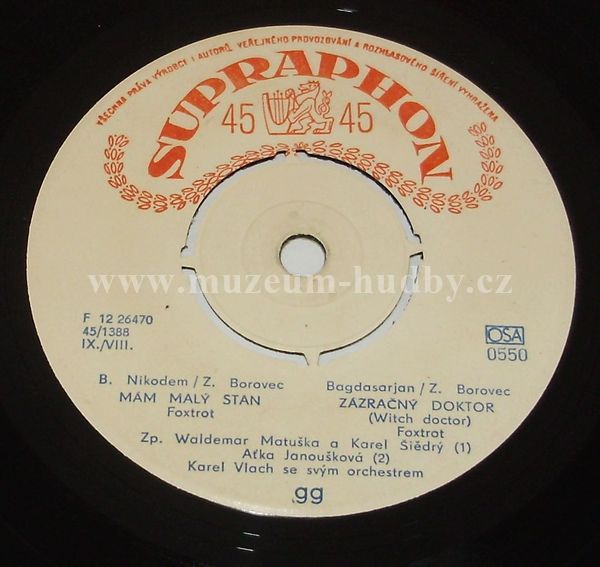 VŠECHNA PRÁVA VÝROBCE I AUTORŮ VEŘEJNÉHO PROVOZOVÁNÍ A ROZHLASOVÉHO ŠÍŘENÍ VYHRAŽENA
SUPRAPHON
45 45
www.muzeum-hudby.cz
F 12 26470
45/1388
IX./VIII.
OSA
0550
B. Nikodem/Z. Borovec
MÁM MALÝ STAN
Foxtrot
Bagdasarjan/Z. Borovec
ZÁZRAČNÝ DOKTOR
(Witch doctor)
Foxtrot
Zp. Waldemar Matuška a Karel Štědrý (1)
Aťka Janoušková (2)
Karel Vlach se svým orchestrem
gg